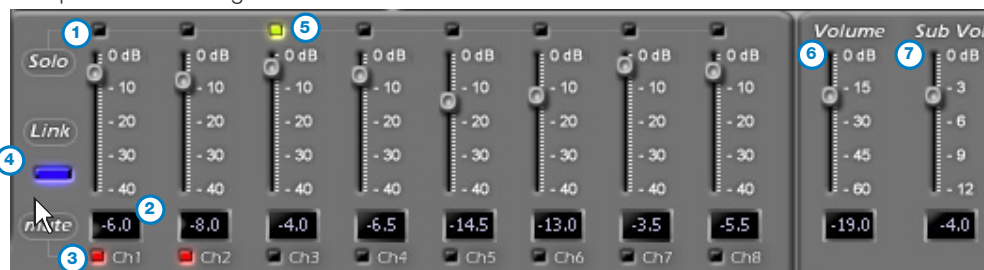 1 5 Volume Sub Vol
Solo 0 dB 0 dB 0 dB 0 dB 0 dB 0 dB 0 dB 0 dB 6 0 dB 7 0 dB
- 10 - 10 - 10 - 10 - 10 - 10 - 10 - 10 - 15 - 3
Link - 20 - 20 - 20 - 20 - 20 - 20 - 20 - 20 - 30 - 6
4 - 30 - 30 - 30 - 30 - 30 - 30 - 30 - 30 - 45 - 9
- 40 - 40 - 40 - 40 - 40 - 40 - 40 - 40 - 60 - 12
Mute -6.0 2 -8.0 -4.0 -6.5 -14.5 -13.0 -3.5 -5.5 -19.0 -4.0
3 Ch1 Ch2 Ch3 Ch4 Ch5 Ch6 Ch7 Ch8